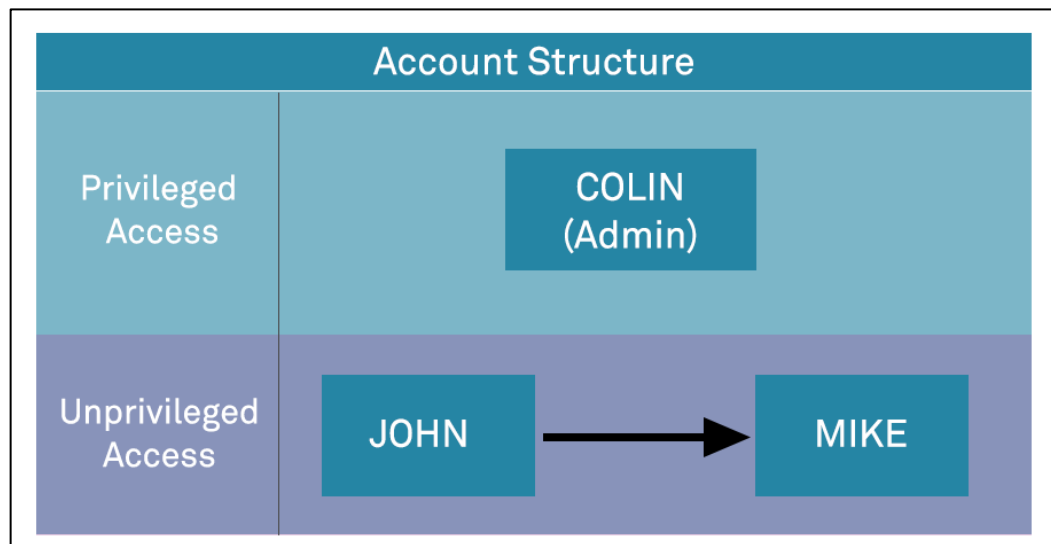 Account Structure
Privileged
Access
COLIN
(Admin)
Unprivileged
Access
JOHN
MIKE